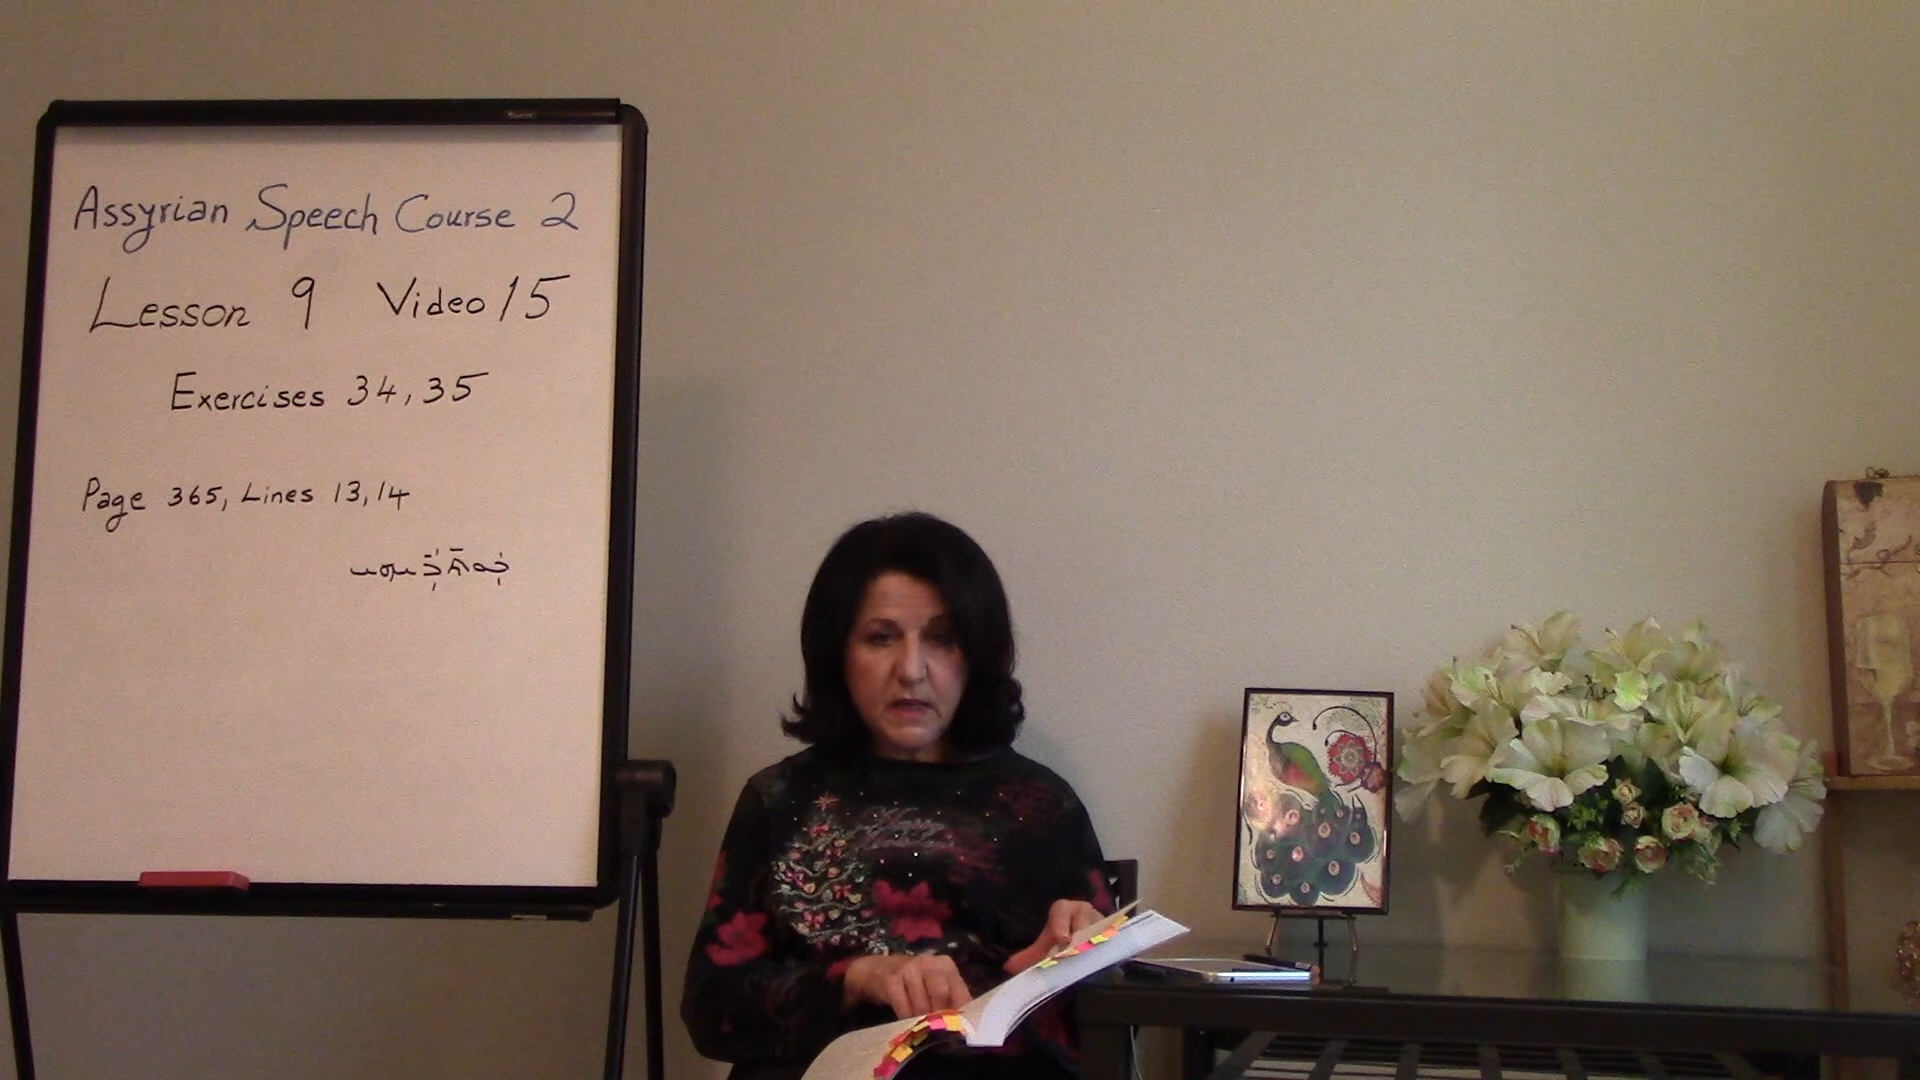 Assyrian Speech Course 2
Lesson 9 Video 15
Exercises 34, 35
Page 365, Lines 13, 14